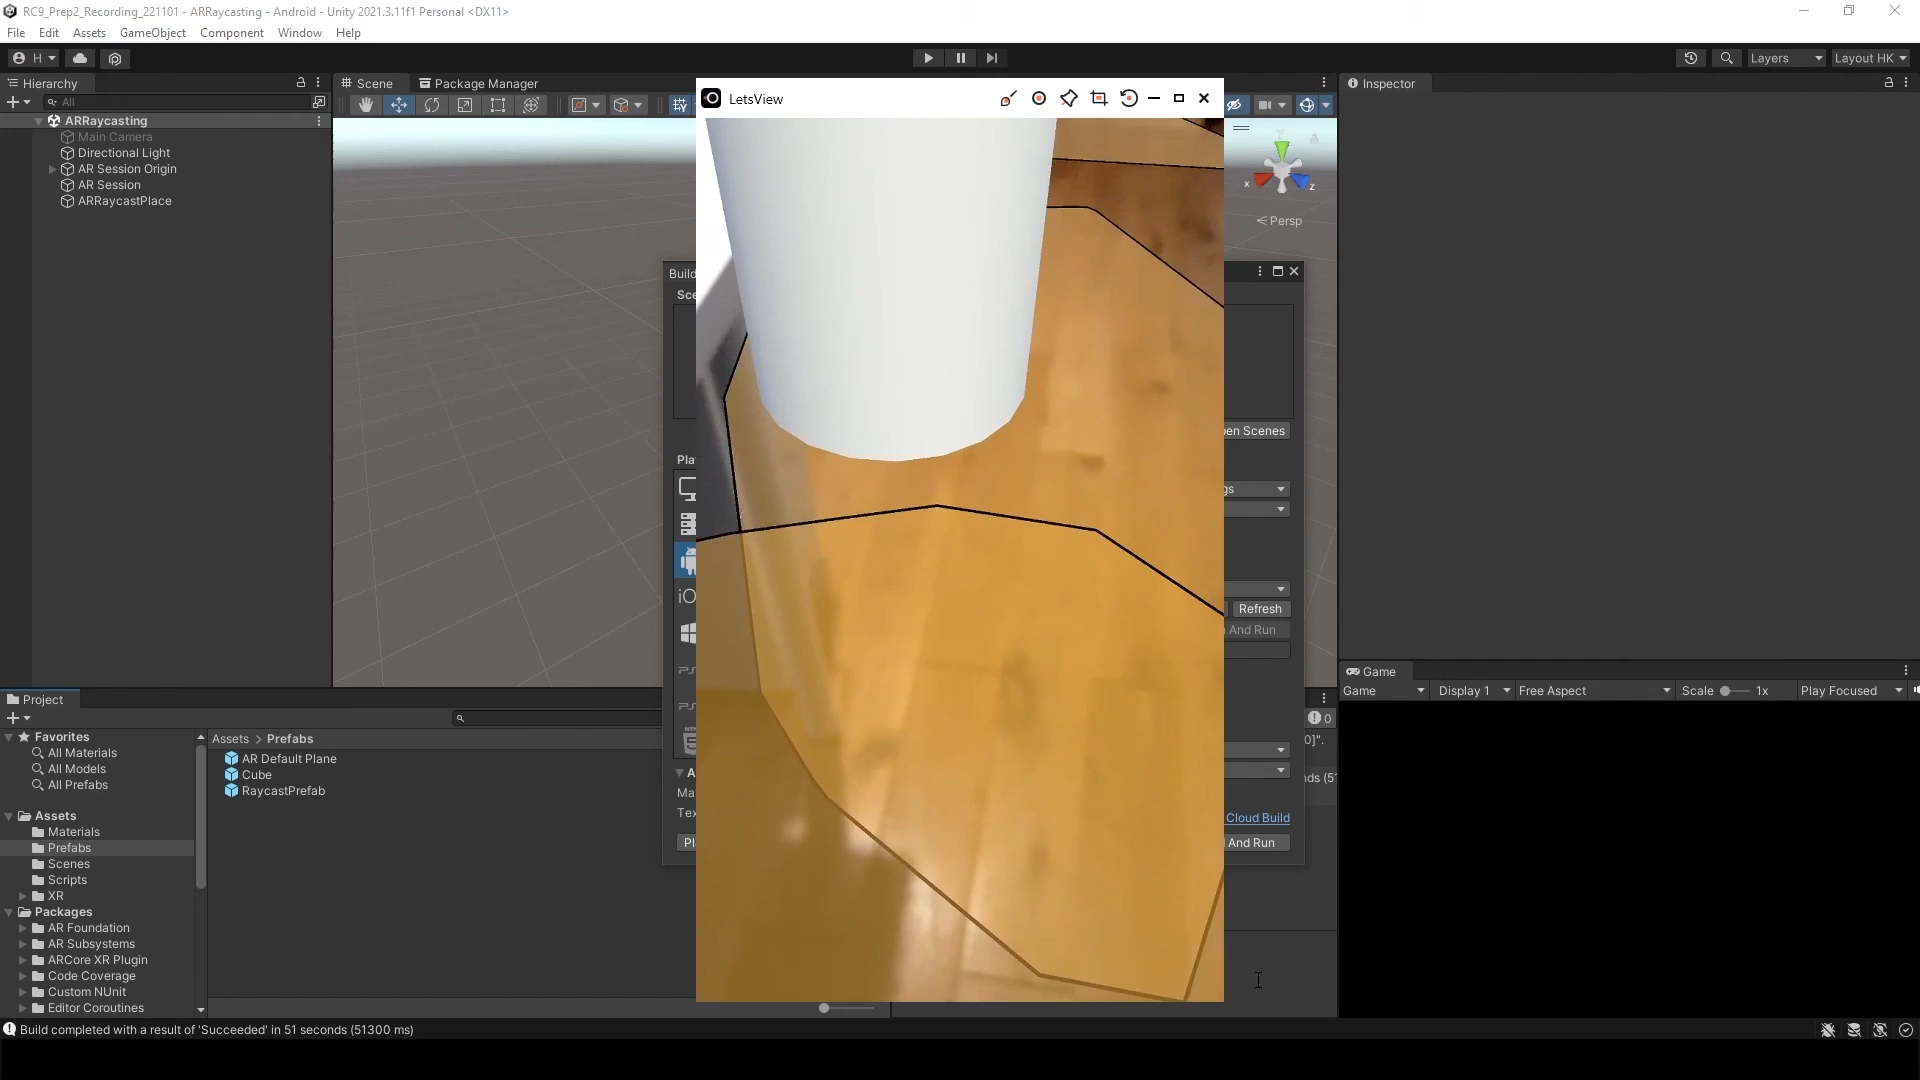 RC9_Prep2_Recording_221101 - ARRaycasting - Android - Unity 2021.3.11f1 Personal <DX11>
File Edit Assets GameObject Component Window Help
H Layers Layout HK
Hierarchy Scene Package Manager LetsView Inspector
All
ARRaycasting
Main Camera
Directional Light
AR Session Origin
AR Session
ARRaycastPlace
y
x z
Persp
Build
Sce
en Scenes
Pla
gs
iO
Refresh
And Run
Game
Game Display 1 Free Aspect Scale 1x Play Focused
Project
0
Favorites
All Materials
All Models
All Prefabs
Assets > Prefabs
0]".
AR Default Plane
Cube
RaycastPrefab
A
nds (5
Ma
Tex
Cloud Build
Pl
And Run
Assets
Materials
Prefabs
Scenes
Scripts
XR
Packages
AR Foundation
AR Subsystems
ARCore XR Plugin
Code Coverage
Custom NUnit
Editor Coroutines
Build completed with a result of 'Succeeded' in 51 seconds (51300 ms)